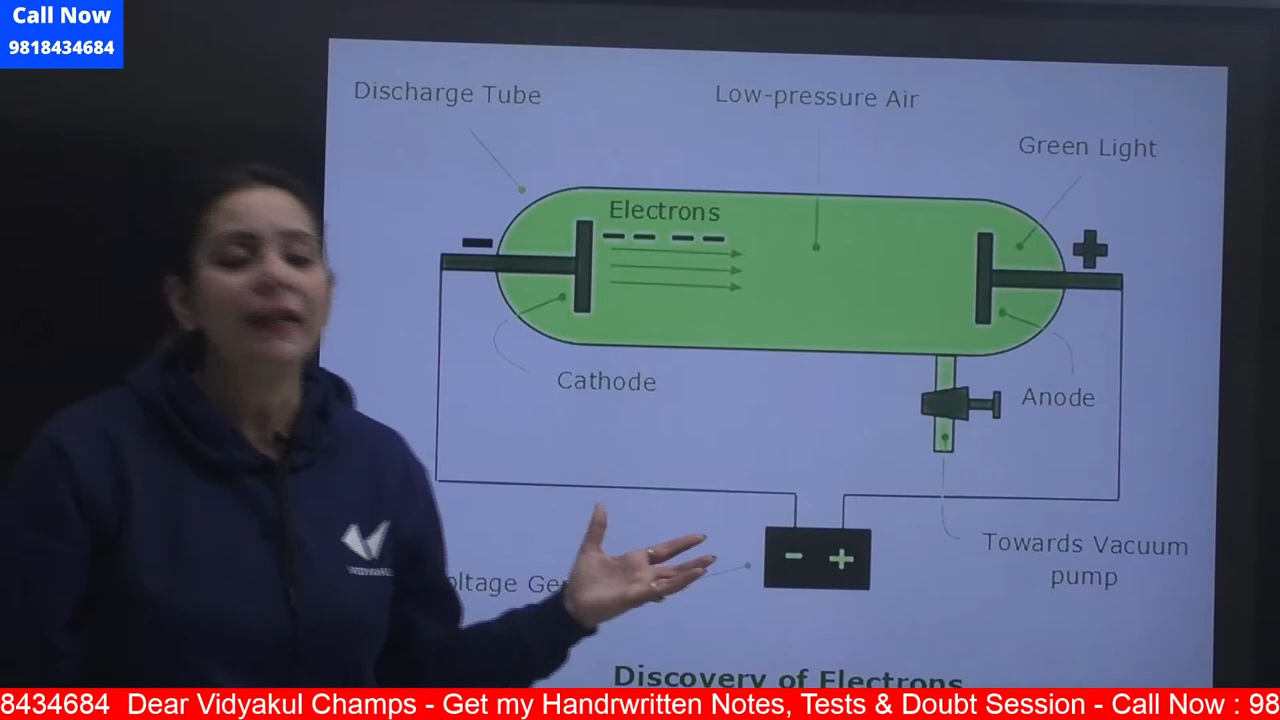 Call Now
9818434684
Discharge Tube
Low-pressure Air
Green Light
Electrons
Cathode
Anode
Towards Vacuum
pump
Discovery of Electrons
8434684 Dear Vidyakul Champs - Get my Handrwritten Notes, Tests & Doubt Session - Call Now : 98